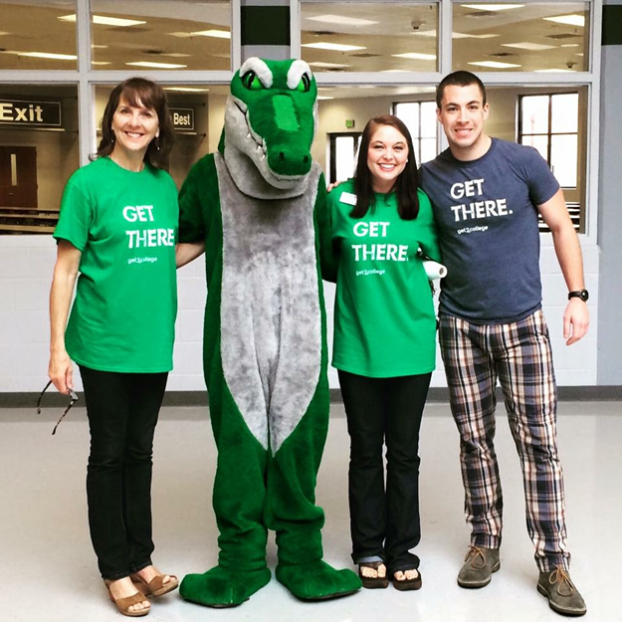 Exit
Best
GET
THERE.
get2college
GET
THERE.
get2college
GET
THERE.
get2college